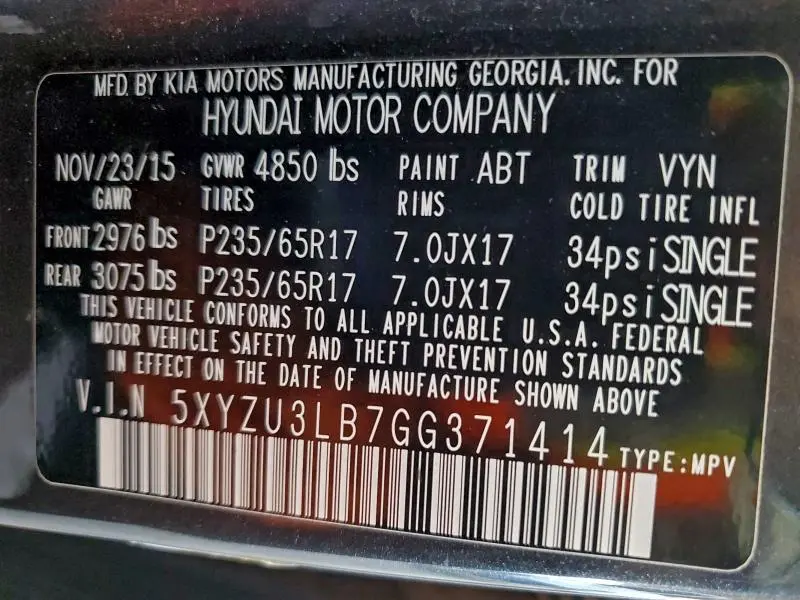 MFD. BY KIA MOTORS MANUFACTURING GEORGIA. INC. FOR
HYUNDAI MOTOR COMPANY
NOV/23/15 GVWR 4850 lbs PAINT ABT TRIM VYN
GAWR TIRES RIMS COLD TIRE INFL
FRONT 2976 lbs P235/65R17 7.0JX17 34psi SINGLE
REAR 3075 lbs P235/65R17 7.0JX17 34psi SINGLE
THIS VEHICLE CONFORMS TO ALL APPLICABLE U.S.A. FEDERAL
MOTOR VEHICLE SAFETY AND THEFT PREVENTION STANDARDS
IN EFFECT ON THE DATE OF MANUFACTURE SHOWN ABOVE
V.I.N 5XYZU3LB7GG371414 TYPE:MPV